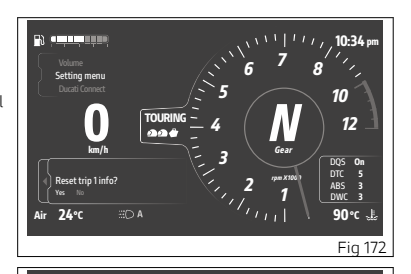 10:34 pm
Volume
Setting menu
Ducati Connect
0
km/h
TOURING
1
2
3
4
5
6
7
8
10
12
N
Gear
rpm X1000
DQS On
DTC 5
ABS 3
DWC 3
Reset trip 1 info?
Yes No
Air 24°C
A
90°C
Fig 172